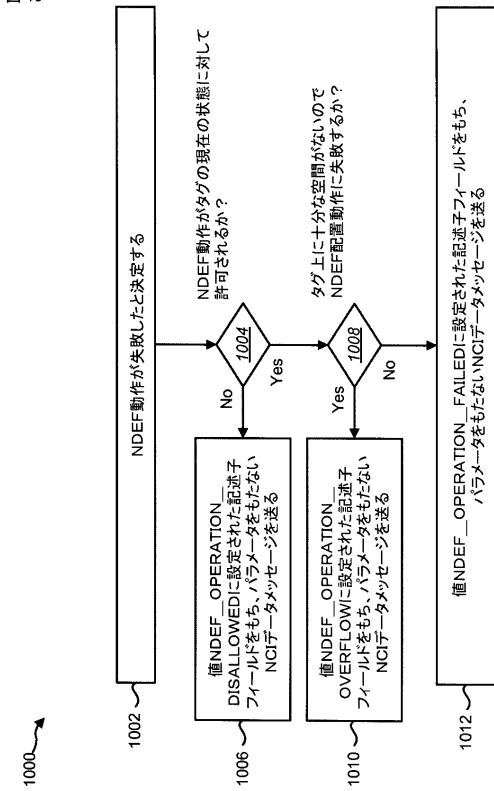 1000
1002
NDEF動作が失敗したと決定する
NDEF動作がタグの現在の状態に対して
許可されるか?
1004
No
Yes
1006
値NDEF__OPERATION__
DISALLOWEDに設定された記述子
フィールドをもち、パラメータをもたない
NCIデータメッセージを送る
タグ上に十分な空間がないので
NDEF配置動作に失敗するか?
1008
Yes
No
1010
値NDEF__OPERATION__
OVERFLOWに設定された記述子
フィールドをもち、パラメータをもたない
NCIデータメッセージを送る
1012
値NDEF__OPERATION__FAILEDに設定された記述子フィールドをもち、
パラメータをもたないNCIデータメッセージを送る